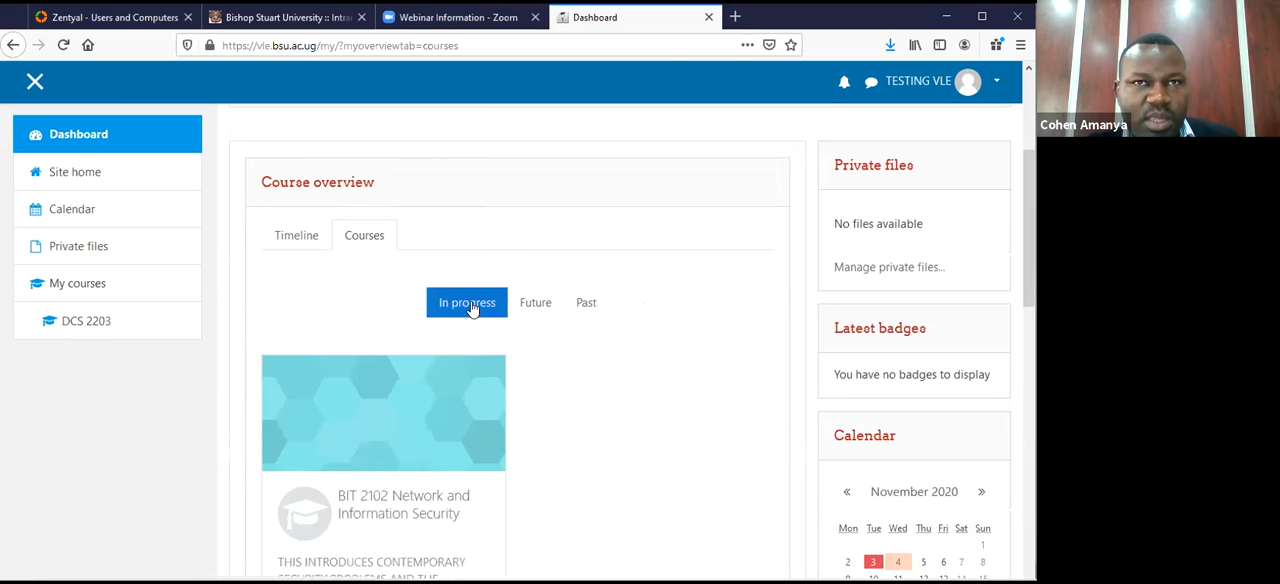 Zentyal - Users and Computers
Bishop Stuart University :: Intra
Webinar Information - Zoom
Dashboard
https://vle.bsu.ac.ug/my/?myoverviewtab=courses
TESTING VLE
Cohen Amanya
Dashboard
Site home
Calendar
Private files
My courses
DCS 2203
Course overview
Timeline
Courses
In progress
Future
Past
BIT 2102 Network and
Information Security
THIS INTRODUCES CONTEMPORARY
SECURITY PROBLEMS AND THE
Private files
No files available
Manage private files...
Latest badges
You have no badges to display
Calendar
« November 2020 »
Mon Tue Wed Thu Fri Sat Sun
1
2 3 4 5 6 7 8